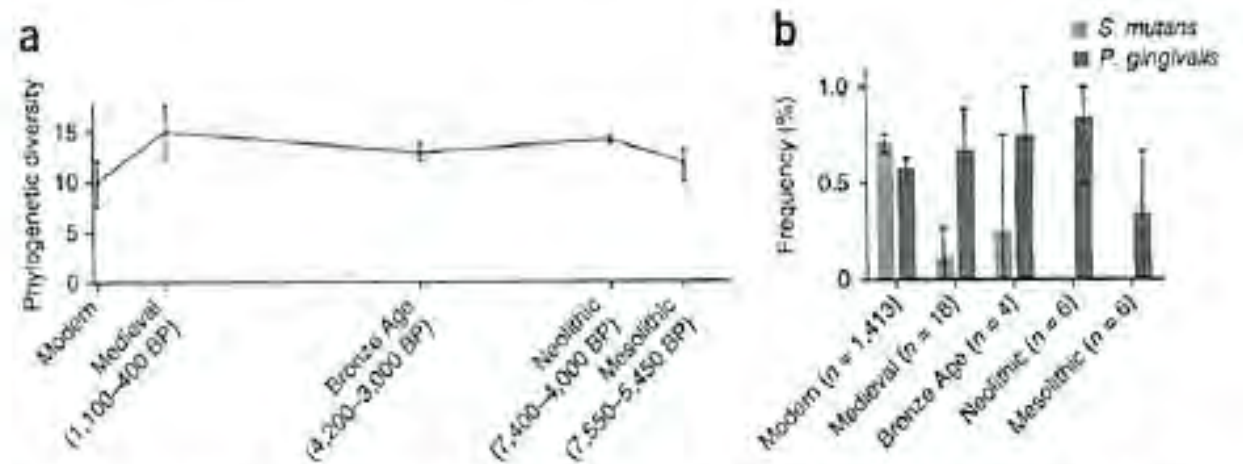 a
Phylogenetic diversity
15
10
5
0
Modern
Medieval
(1,100–400 BP)
Bronze Age
(4,200–3,000 BP)
Neolithic
(7,400–4,000 BP)
Mesolithic
(7,550–5,450 BP)
b
S. mutans
P. gingivalis
Frequency (%)
1.0
0.5
0
Modern (n = 1,413)
Medieval (n = 18)
Bronze Age (n = 4)
Neolithic (n = 6)
Mesolithic (n = 6)